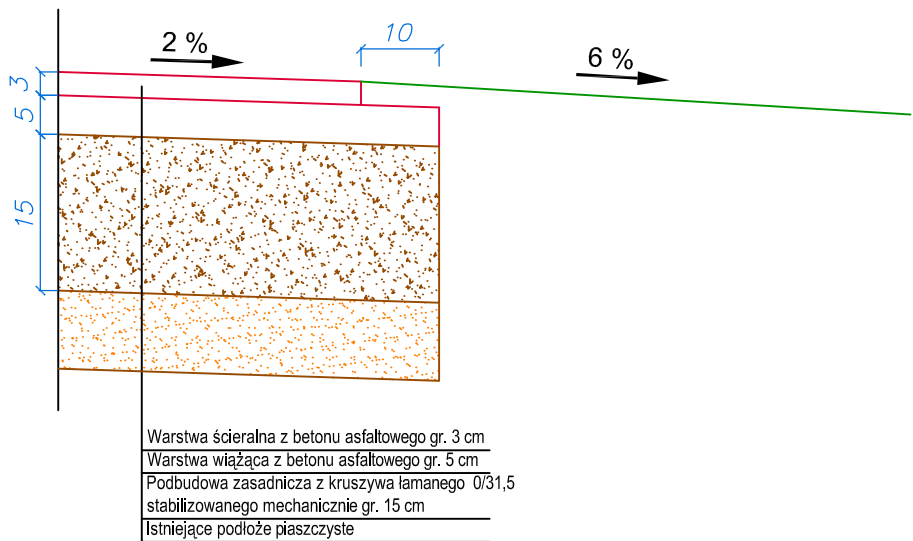 10
2 %
6 %
3
5
15
Warstwa ścieralna z betonu asfaltowego gr. 3 cm
Warstwa wiążąca z betonu asfaltowego gr. 5 cm
Podbudowa zasadnicza z kruszywa łamanego 0/31,5
stabilizowanego mechanicznie gr. 15 cm
Istniejące podłoże piaszczyste